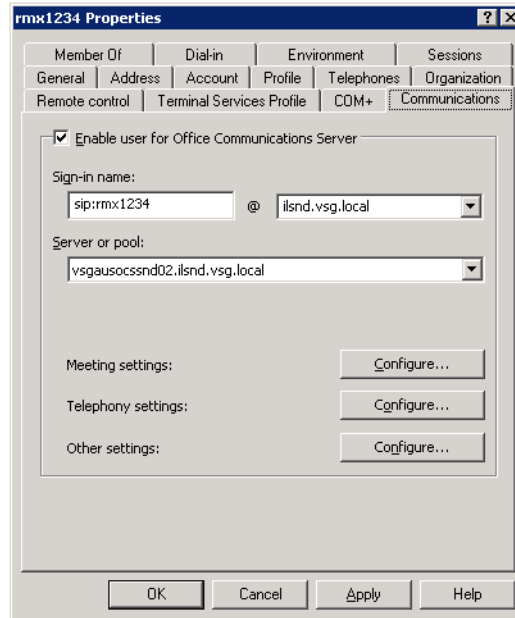 rmx1234 Properties
Member Of Dial-in Environment Sessions
General Address Account Profile Telephones Organization
Remote control Terminal Services Profile COM+ Communications
Enable user for Office Communications Server
Sign-in name:
sip:rmx1234 @ ilsnd.vsg.local
Server or pool:
vsgausocssnd02.ilsnd.vsg.local
Meeting settings: Configure...
Telephony settings: Configure...
Other settings: Configure...
OK Cancel Apply Help